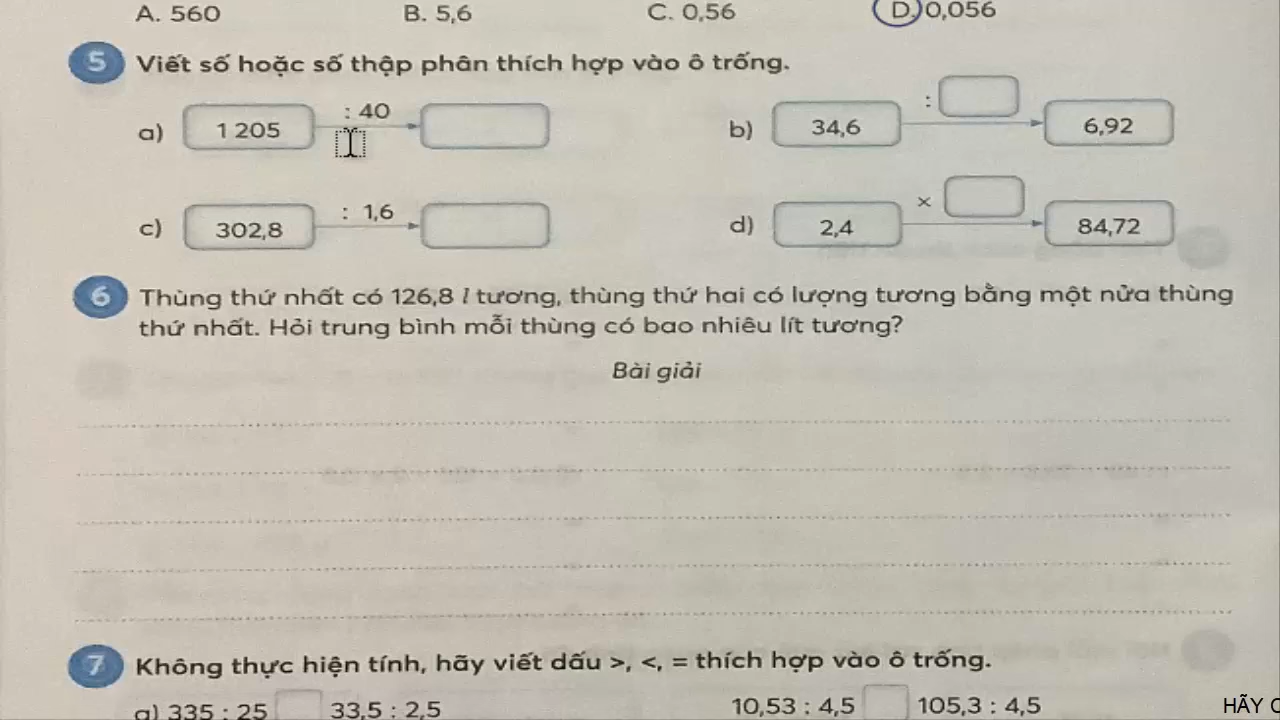 A. 560 B. 5,6 C. 0,56 D. 0,056
5 Viết số hoặc số thập phân thích hợp vào ô trống.
a) 1 205 : 40 b) 34,6 : 6,92
c) 302,8 : 1,6 d) 2,4 × 84,72
6 Thùng thứ nhất có 126,8 l tương, thùng thứ hai có lượng tương bằng một nửa thùng
thứ nhất. Hỏi trung bình mỗi thùng có bao nhiêu lít tương?
Bài giải
7 Không thực hiện tính, hãy viết dấu >, <, = thích hợp vào ô trống.
a) 335 : 25 33,5 : 2,5 10,53 : 4,5 105,3 : 4,5
HÃY